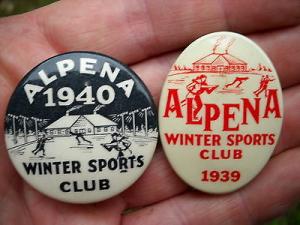 ALPENA
1940
WINTER SPORTS
CLUB
ALPENA
WINTER SPORTS
CLUB
1939